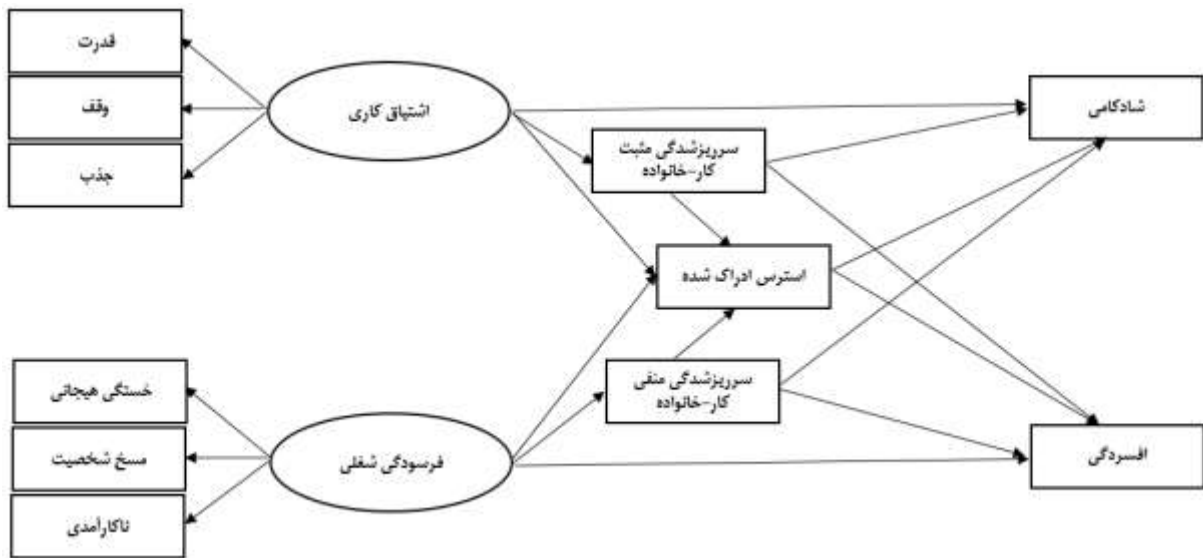 قدرت
وقف
جذب
اشتیاق کاری
شادکامی
سرریزشدگی مثبت
کار-خانواده
استرس ادراک شده
سرریزشدگی منفی
کار-خانواده
خستگی هیجانی
مسخ شخصیت
ناکارآمدی
فرسودگی شغلی
افسردگی